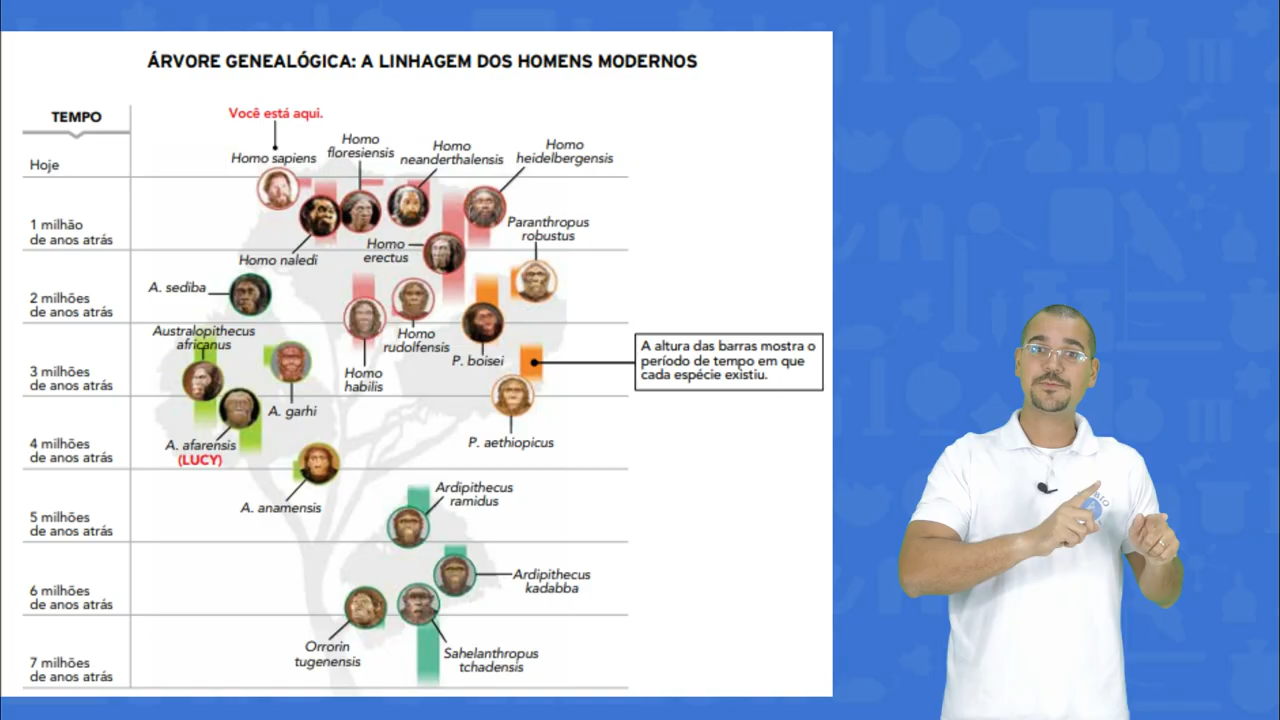 ÁRVORE GENEALÓGICA: A LINHAGEM DOS HOMENS MODERNOS
TEMPO
Você está aqui.
Hoje
Homo sapiens
Homo
floresiensis
Homo
neanderthalensis
Homo
heidelbergensis
1 milhão
de anos atrás
Homo naledi
Homo
erectus
Paranthropus
robustus
2 milhões
de anos atrás
A. sediba
Homo
rudolfensis
Homo
habilis
P. boisei
Australopithecus
africanus
A altura das barras mostra o
período de tempo em que
cada espécie existiu.
3 milhões
de anos atrás
A. garhi
P. aethiopicus
4 milhões
de anos atrás
A. afarensis
(LUCY)
A. anamensis
Ardipithecus
ramidus
5 milhões
de anos atrás
Ardipithecus
kadabba
6 milhões
de anos atrás
Orrorin
tugenensis
Sahelanthropus
tchadensis
7 milhões
de anos atrás